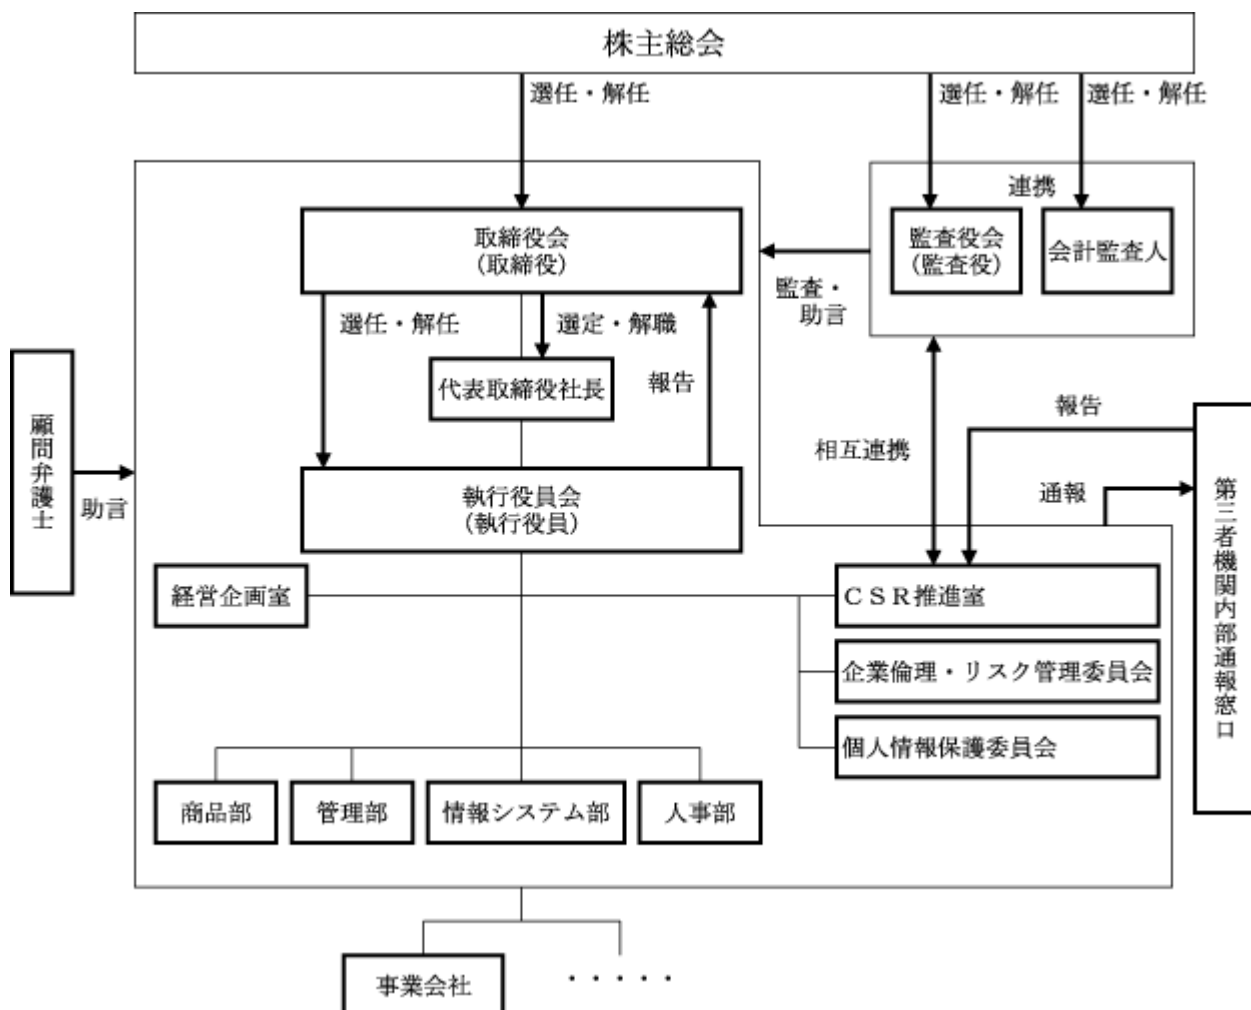 株主総会
選任・解任
選任・解任
選任・解任
連携
取締役会
(取締役)
監査役会
(監査役)
会計監査人
監査・
助言
選任・解任
選定・解職
代表取締役社長
報告
顧問弁護士
助言
報告
相互連携
通報
第三者機関内部通報窓口
執行役員会
(執行役員)
経営企画室
ＣＳＲ推進室
企業倫理・リスク管理委員会
個人情報保護委員会
商品部
管理部
情報システム部
人事部
事業会社
・・・・・